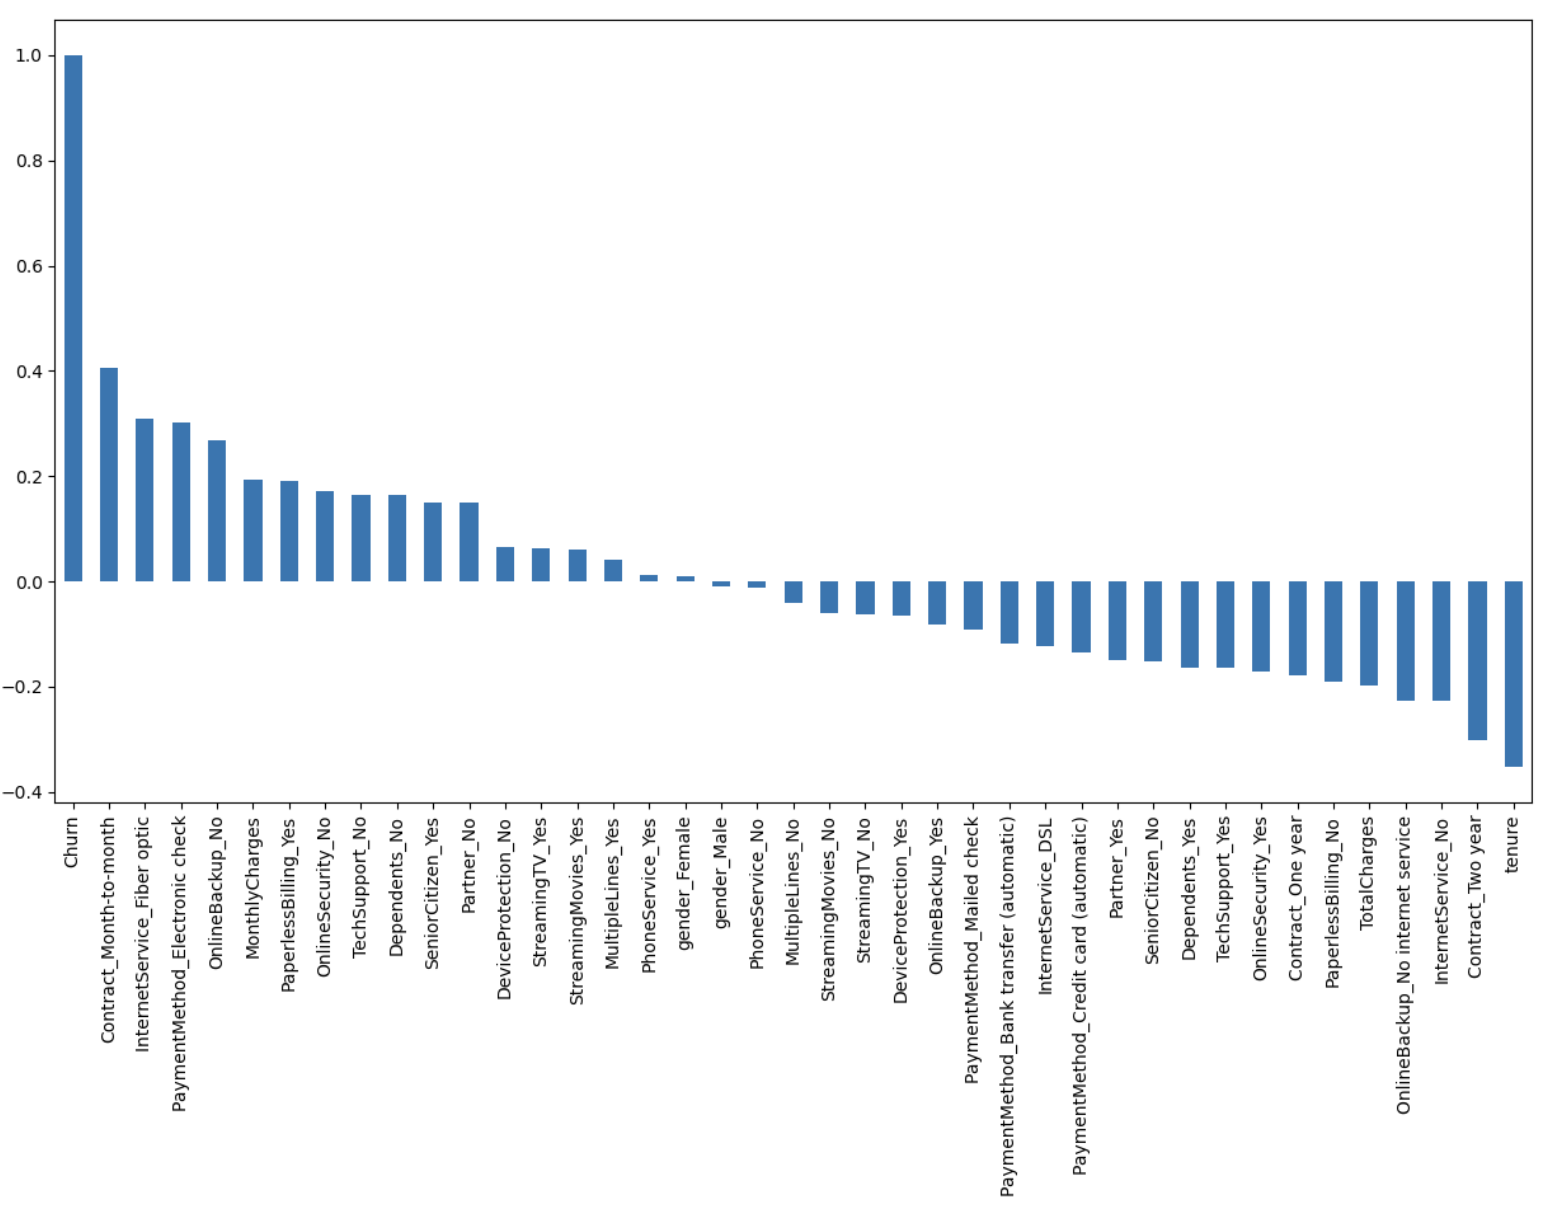 1.0
0.8
0.6
0.4
0.2
0.0
−0.2
−0.4
Churn
Contract_Month-to-month
InternetService_Fiber optic
PaymentMethod_Electronic check
OnlineBackup_No
MonthlyCharges
PaperlessBilling_Yes
OnlineSecurity_No
TechSupport_No
Dependents_No
SeniorCitizen_Yes
Partner_No
DeviceProtection_No
StreamingTV_Yes
StreamingMovies_Yes
MultipleLines_Yes
PhoneService_Yes
gender_Female
gender_Male
PhoneService_No
MultipleLines_No
StreamingMovies_No
StreamingTV_No
DeviceProtection_Yes
OnlineBackup_Yes
PaymentMethod_Mailed check
PaymentMethod_Bank transfer (automatic)
InternetService_DSL
PaymentMethod_Credit card (automatic)
Partner_Yes
SeniorCitizen_No
Dependents_Yes
TechSupport_Yes
OnlineSecurity_Yes
Contract_One year
PaperlessBilling_No
TotalCharges
OnlineBackup_No internet service
InternetService_No
Contract_Two year
tenure